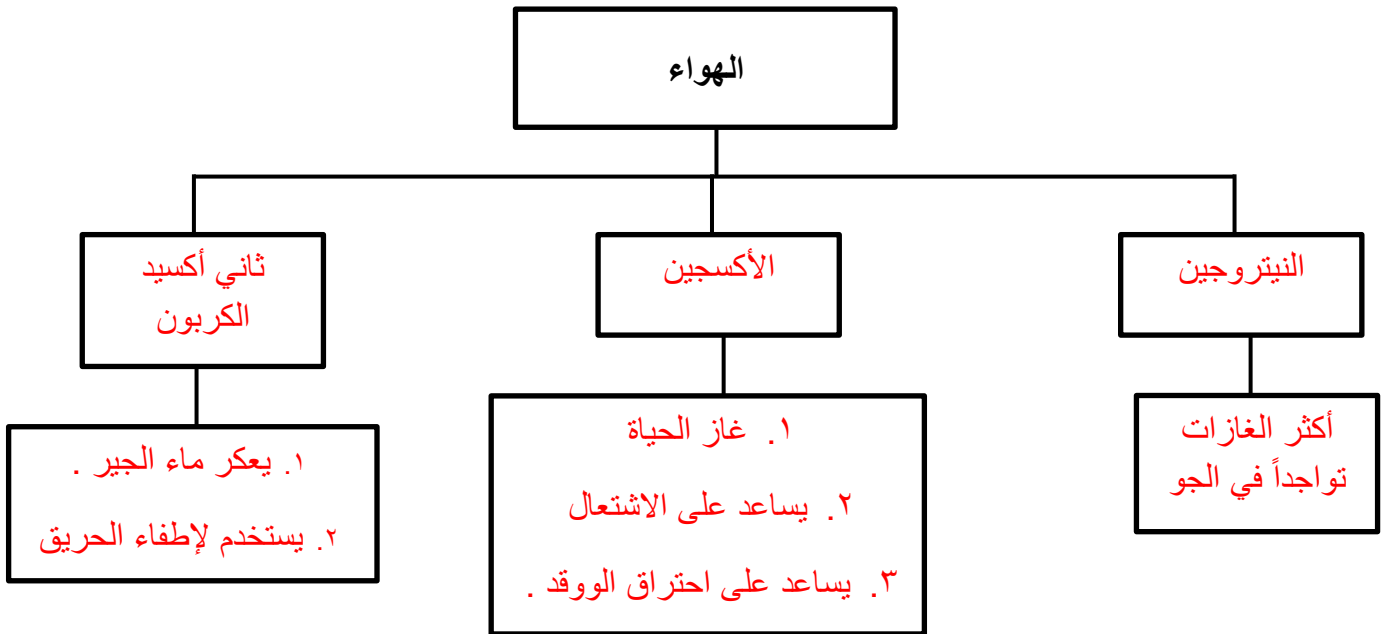 الهواء
النيتروجين
أكثر الغازات
تواجداً في الجو
الأكسجين
١. غاز الحياة
٢. يساعد على الاشتعال
٣. يساعد على احتراق الووقد .
ثاني أكسيد
الكربون
١. يعكر ماء الجير .
٢. يستخدم لإطفاء الحريق